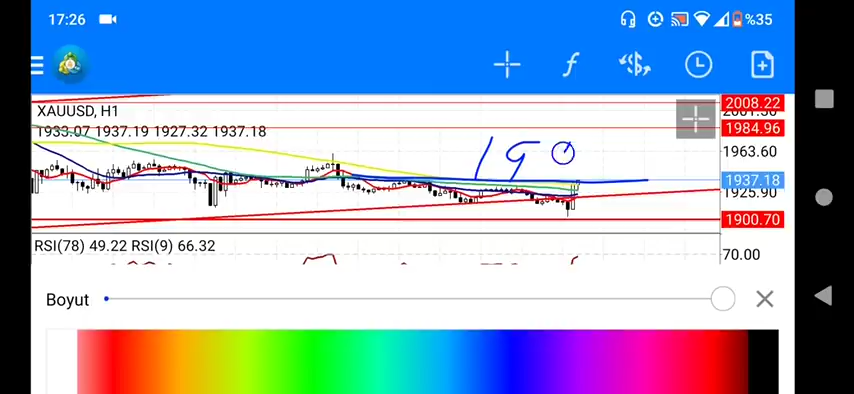 17:26
%35
XAUUSD, H1
1933.07 1937.19 1927.32 1937.18
190
2008.22
1984.96
1963.60
1937.18
1925.90
1900.70
RSI(78) 49.22 RSI(9) 66.32
70.00
Boyut